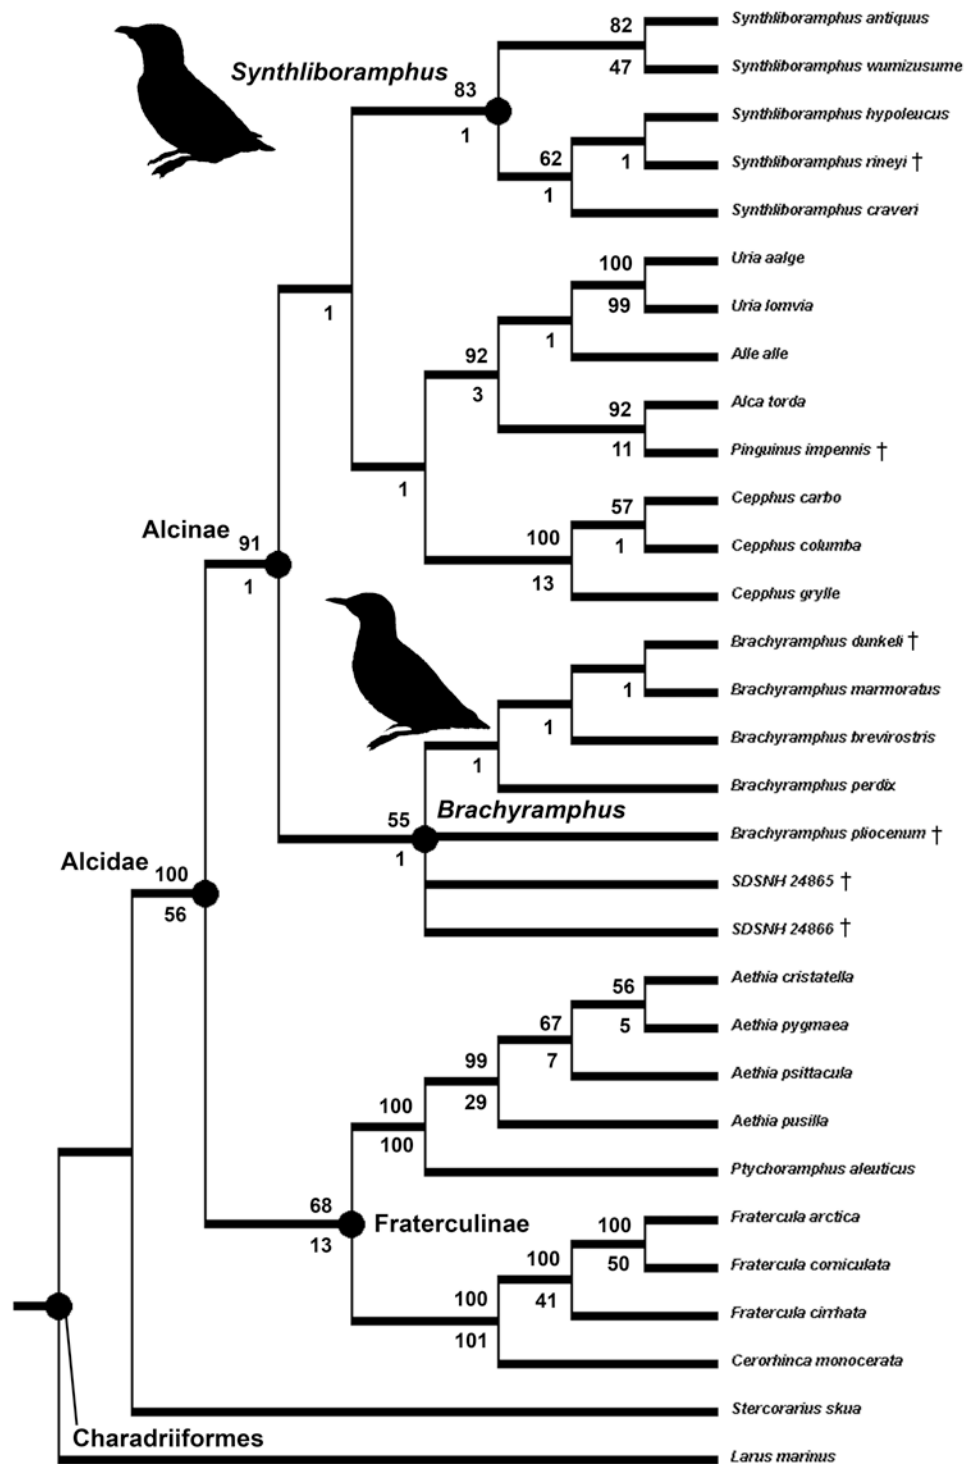 Synthliboramphus antiquus
82
Synthliboramphus
47
Synthliboramphus wumizusume
83
Synthliboramphus hypoleucus
1
62
1
Synthliboramphus rineyi †
1
Synthliboramphus craveri
Uria aalge
100
99
Uria lomvia
1
1
Alle alle
92
3
Alca torda
92
11
Pinguinus impennis †
1
Cepphus carbo
57
Alcinae
91
100
1
Cepphus columba
1
13
Cepphus grylle
Brachyramphus dunkeli †
1
Brachyramphus marmoratus
1
Brachyramphus brevirostris
1
Brachyramphus perdix
Brachyramphus
55
1
Brachyramphus pliocenum †
Alcidae
100
56
SDSNH 24865 †
SDSNH 24866 †
Aethia cristatella
56
5
Aethia pygmaea
67
7
Aethia psittacula
99
29
Aethia pusilla
100
100
Ptychoramphus aleuticus
68
13
Fraterculinae
Fratercula arctica
100
50
Fratercula corniculata
100
41
Fratercula cirrhata
100
101
Cerorhinca monocerata
Stercorarius skua
Charadriiformes
Larus marinus